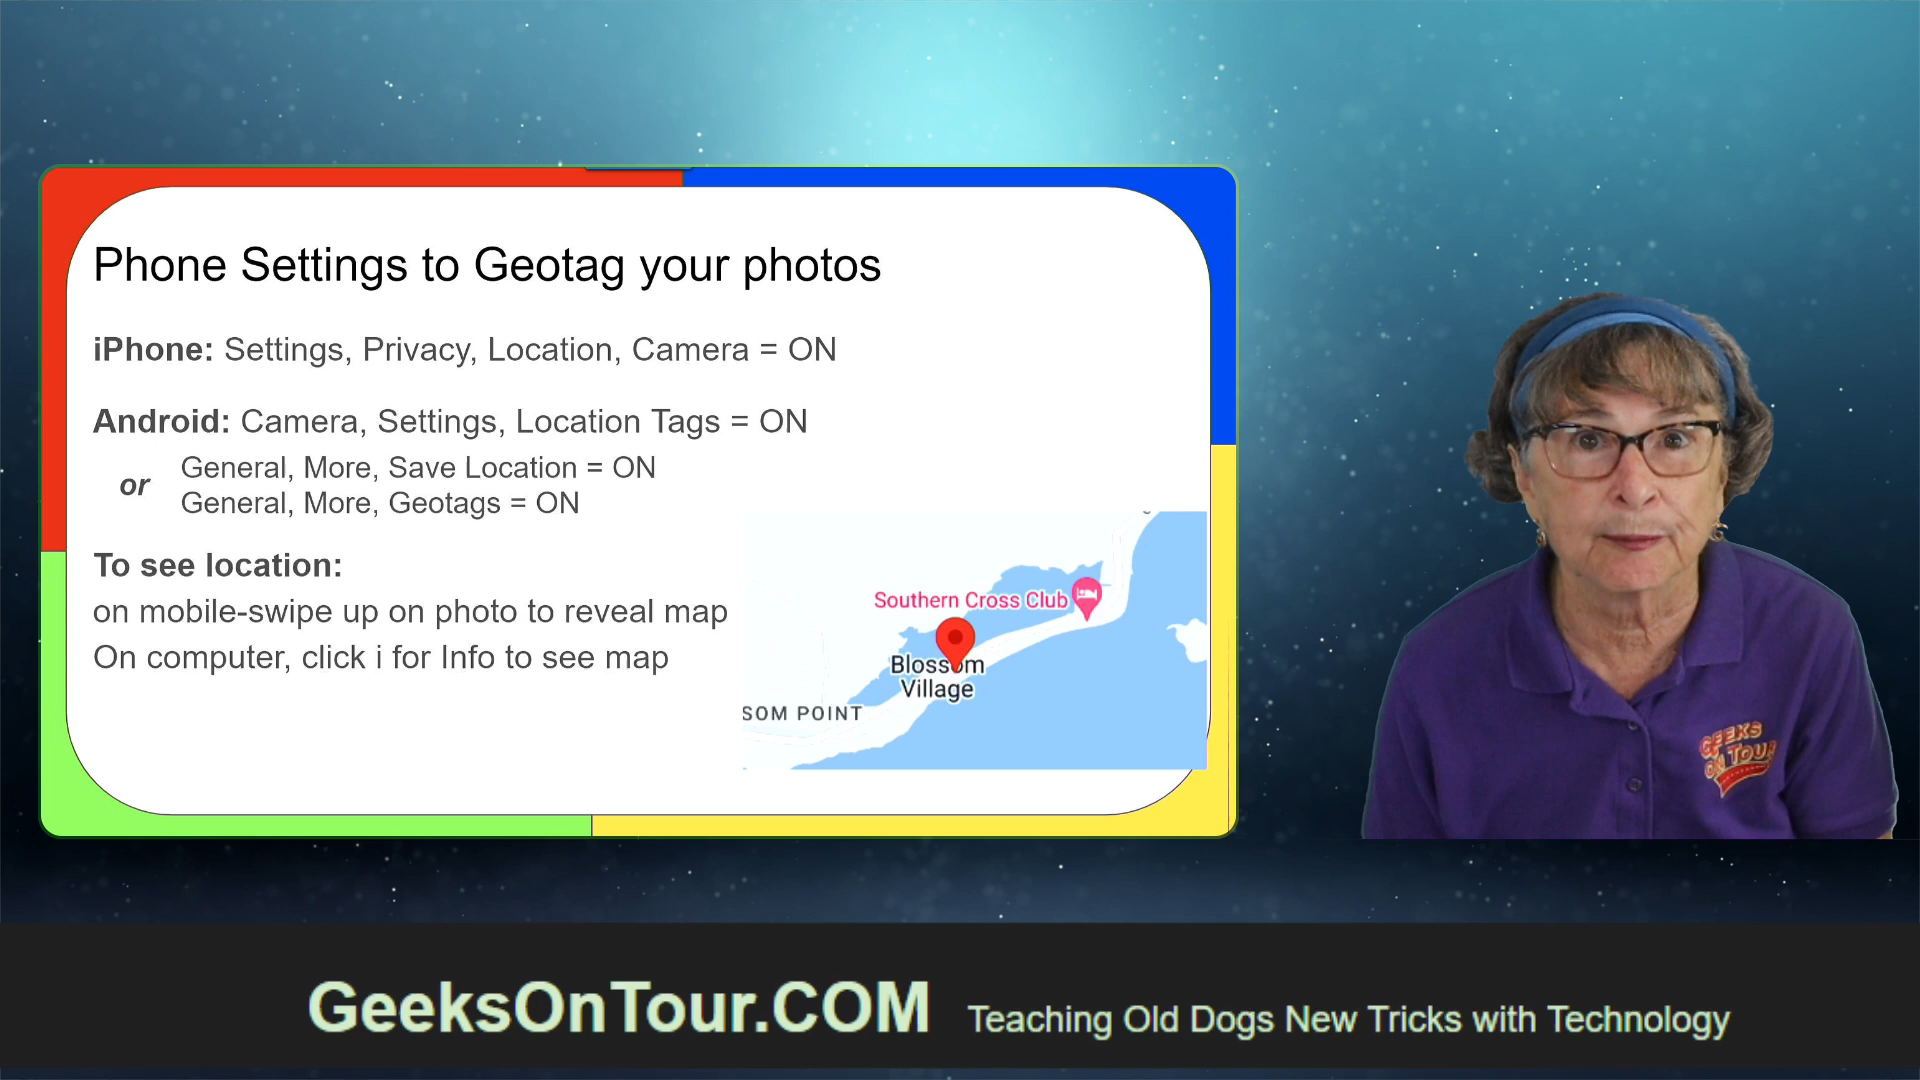 Phone Settings to Geotag your photos
iPhone: Settings, Privacy, Location, Camera = ON
Android: Camera, Settings, Location Tags = ON
or
General, More, Save Location = ON
General, More, Geotags = ON
To see location:
on mobile-swipe up on photo to reveal map
On computer, click i for Info to see map
Southern Cross Club
Blossom
Village
SOM POINT
GEEKS
ON TOUR
GeeksOnTour.COM
Teaching Old Dogs New Tricks with Technology